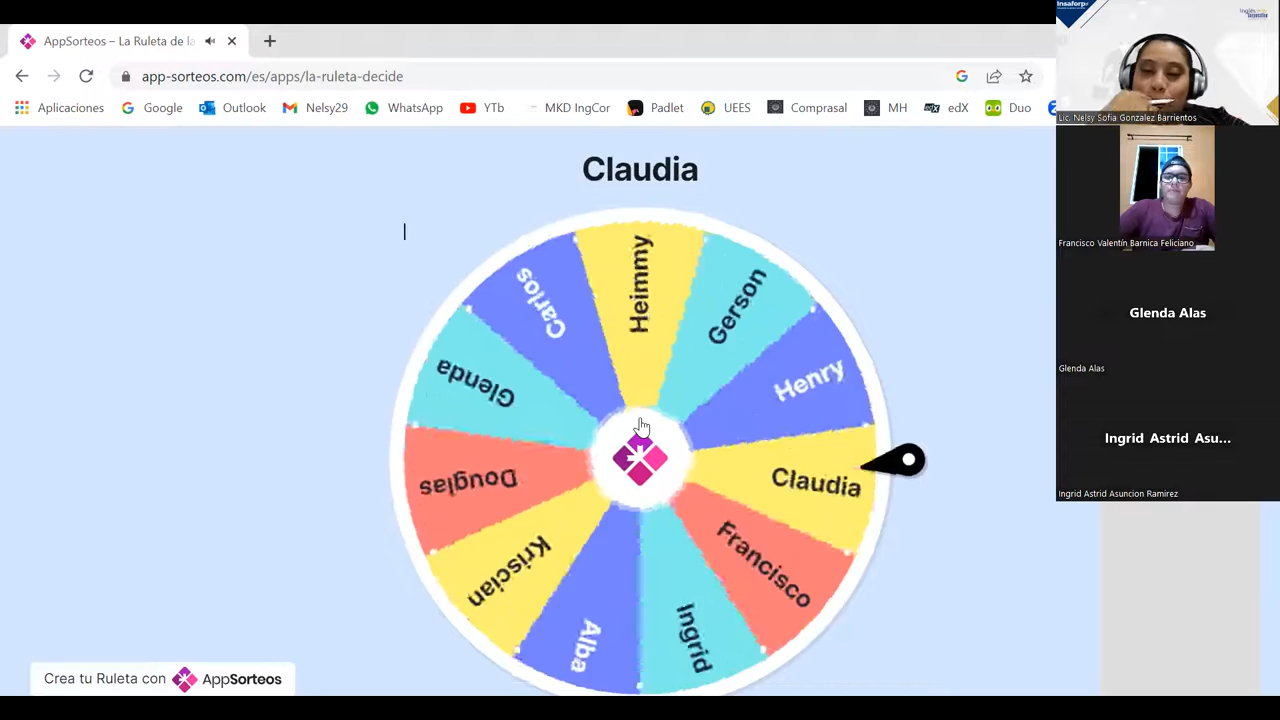 AppSorteos – La Ruleta de la
app-sorteos.com/es/apps/la-ruleta-decide
Aplicaciones
Google
Outlook
Nelsy29
WhatsApp
YTb
MKD IngCor
Padlet
UEES
Comprasal
MH
edX
Duo
Claudia
Heimmy
Gerson
Henry
Claudia
Francisco
Ingrid
Alba
Kriscian
Douglas
Glenda
Carlos
Crea tu Ruleta con AppSorteos
Insaforp
Lic. Nelsy Sofia Gonzalez Barrientos
Francisco Valentín Barnica Feliciano
Glenda Alas
Glenda Alas
Ingrid Astrid Asu...
Ingrid Astrid Asuncion Ramirez